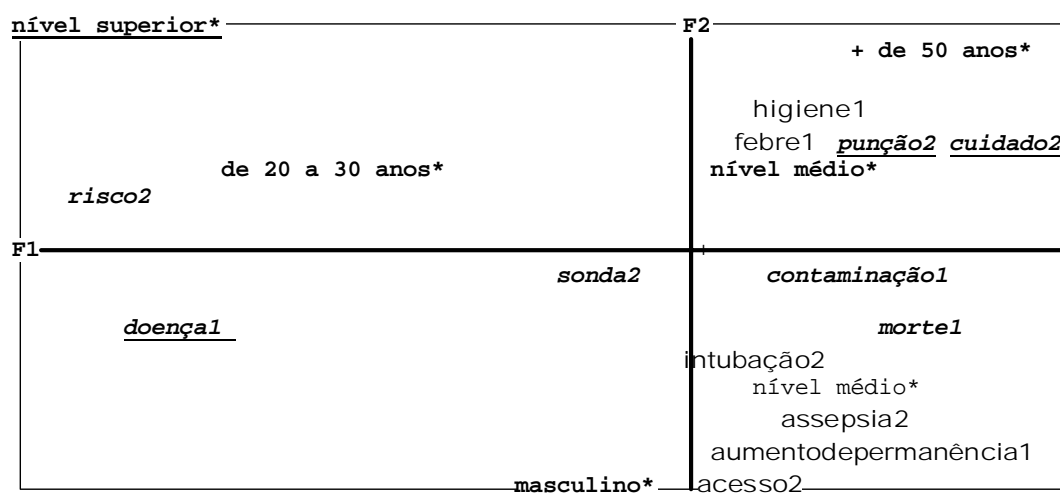 nível superior* F2
+ de 50 anos*
higiene1
febre1 punção2 cuidado2
de 20 a 30 anos* nível médio*
risco2
F1
sonda2 contaminação1
doença1 morte1
intubação2
nível médio*
assepsia2
aumentodepermanência1
masculino* acesso2